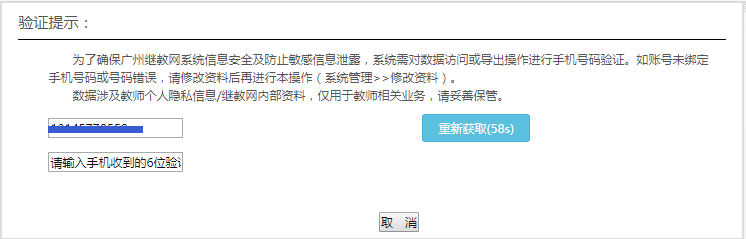 验证提示：
为了确保广州继教网系统信息安全及防止敏感信息泄露，系统需对数据访问或导出操作进行手机号码验证。如账号未绑定
手机号码或号码错误，请修改资料后再进行本操作（系统管理>>修改资料）。
数据涉及教师个人隐私信息/继教网内部资料，仅用于教师相关业务，请妥善保管。
重新获取(58s)
请输入手机收到的6位验
取 消